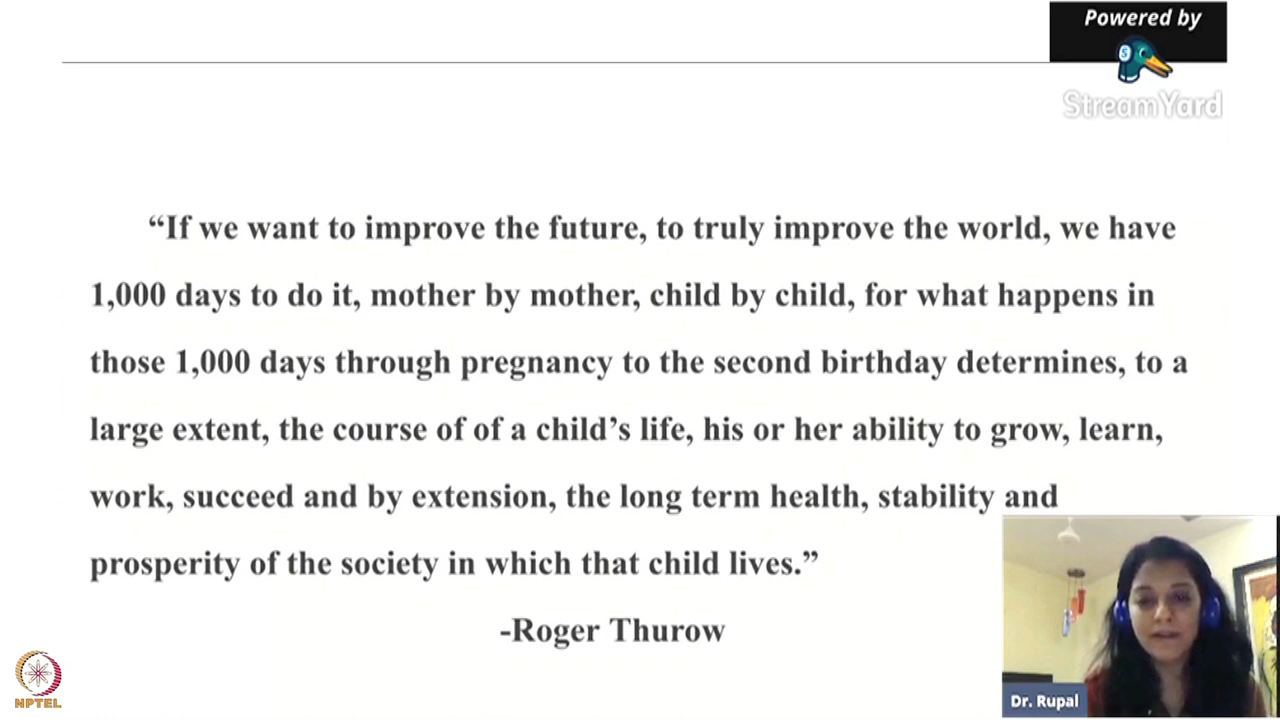 Powered by
StreamYard
“If we want to improve the future, to truly improve the world, we have
1,000 days to do it, mother by mother, child by child, for what happens in
those 1,000 days through pregnancy to the second birthday determines, to a
large extent, the course of of a child’s life, his or her ability to grow, learn,
work, succeed and by extension, the long term health, stability and
prosperity of the society in which that child lives.”
-Roger Thurow
NPTEL
Dr. Rupal